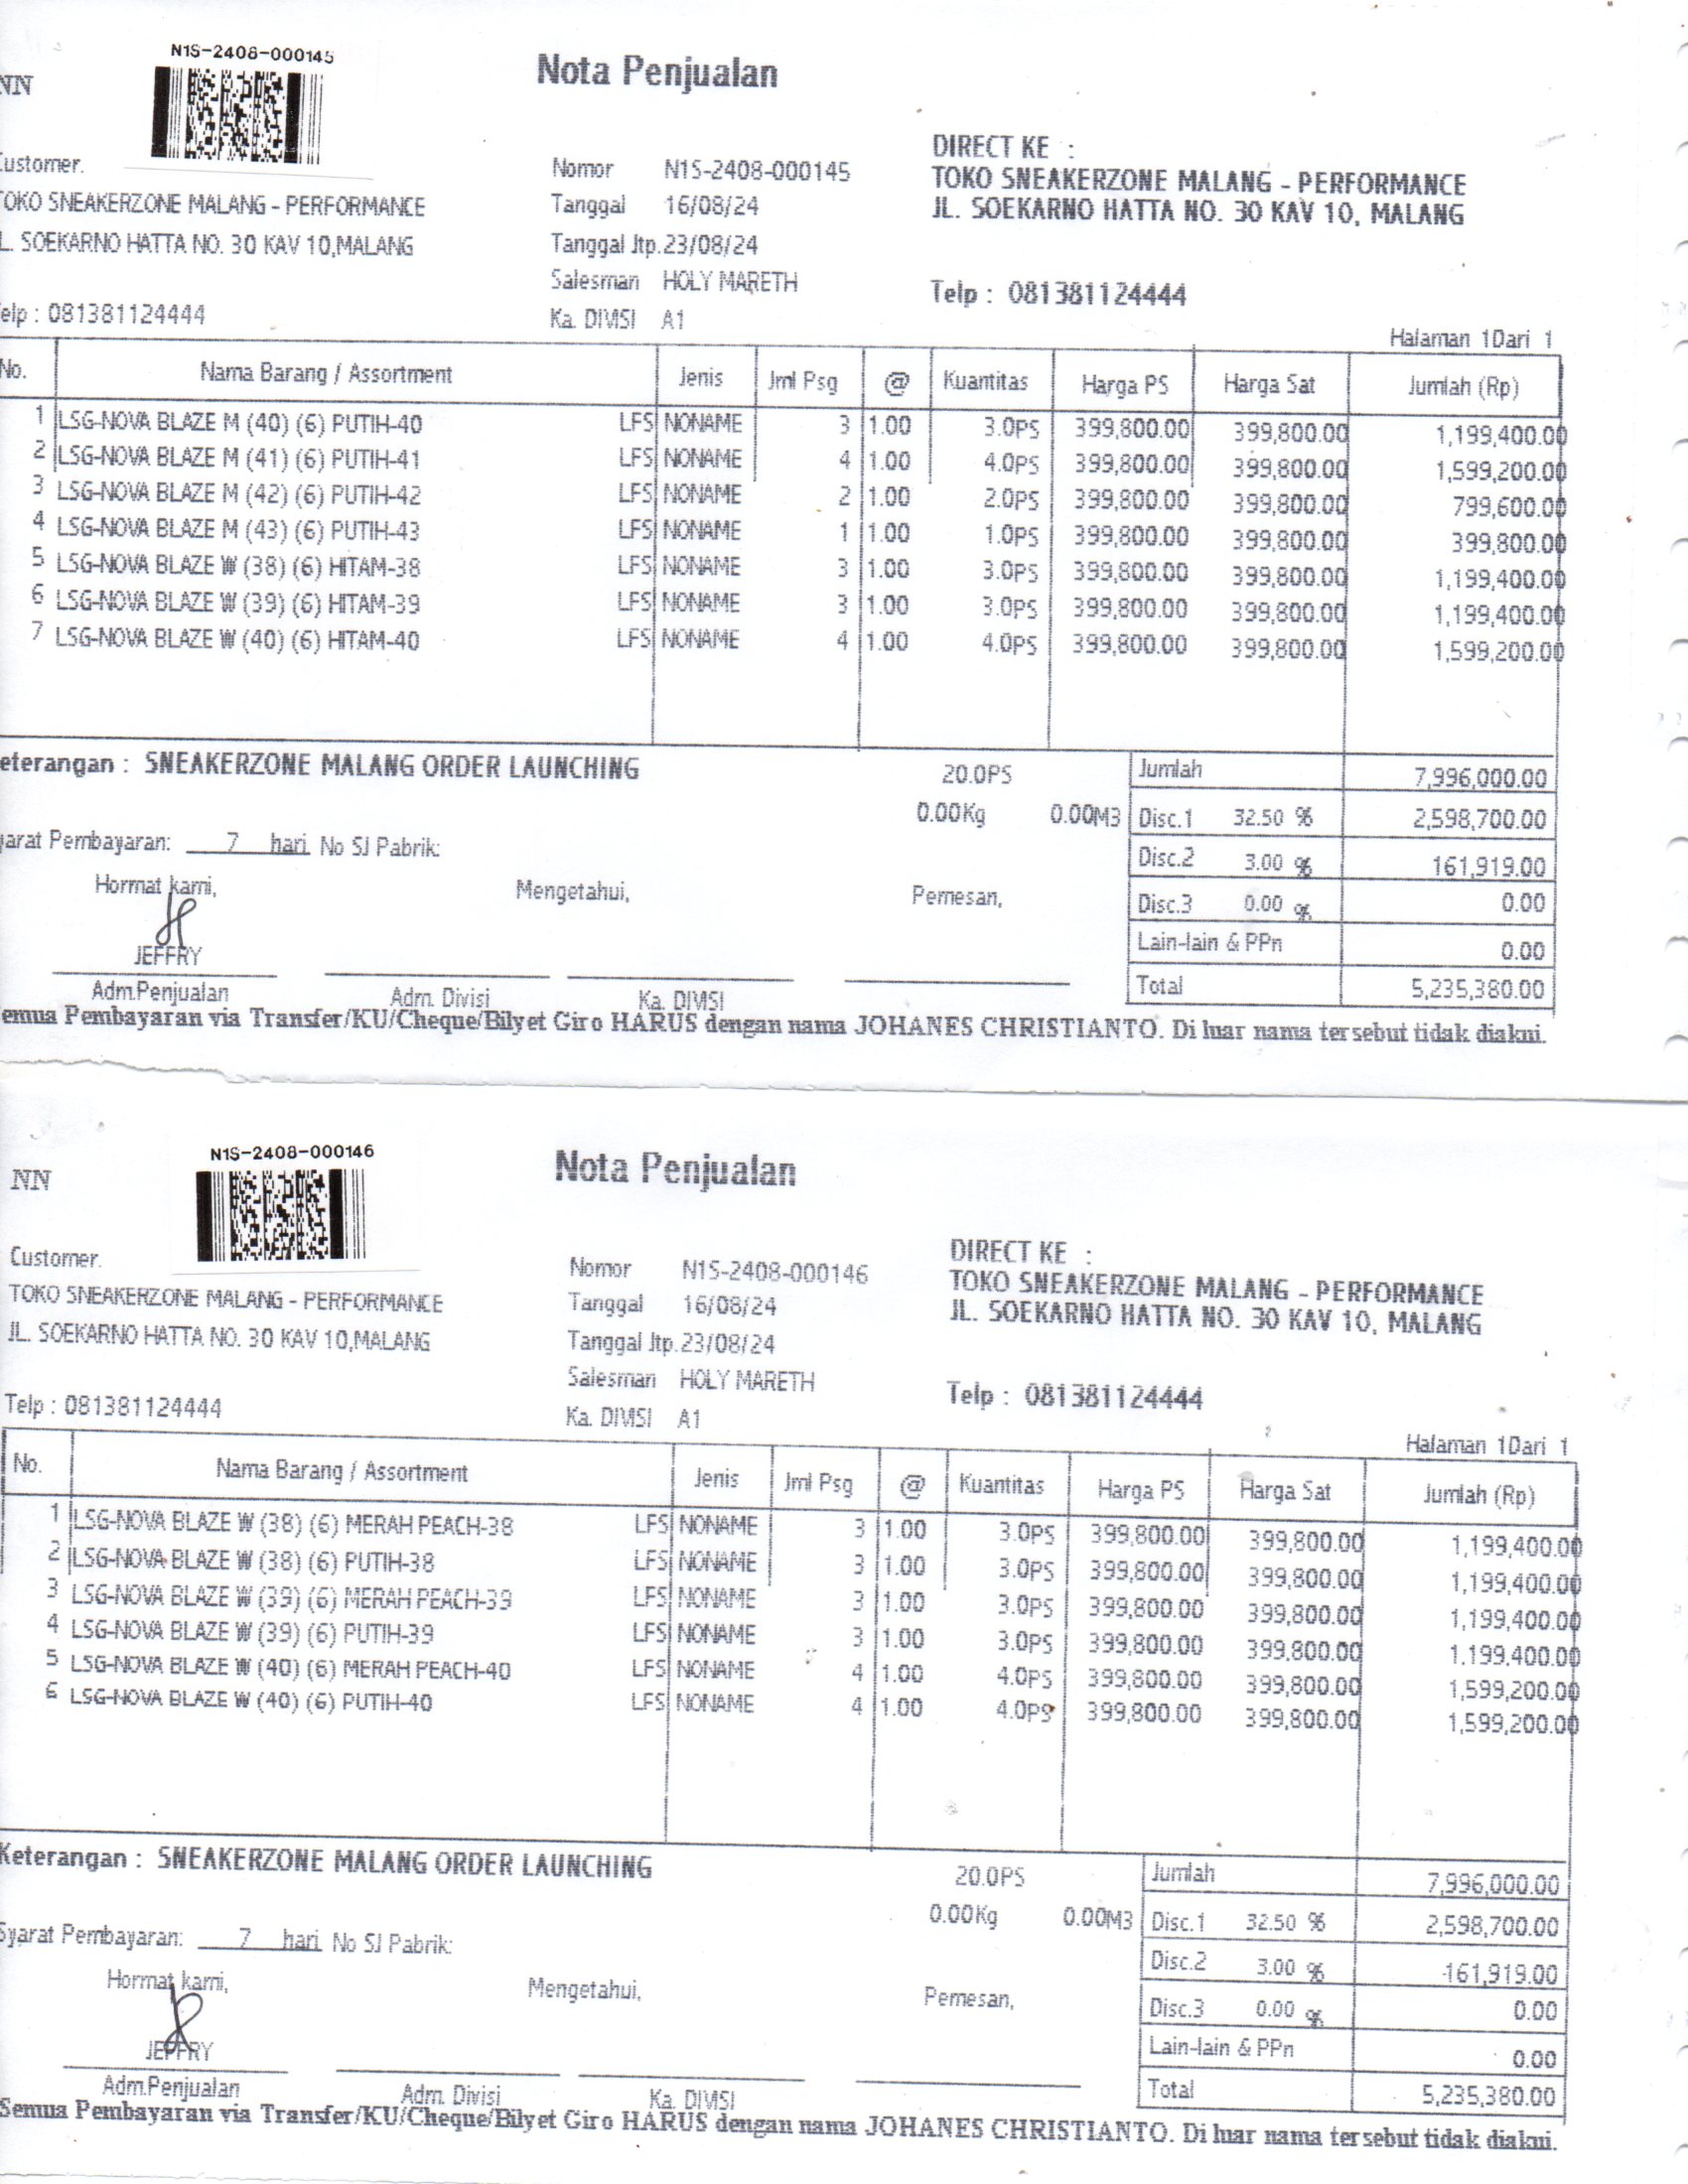 N1S-2408-000145
NN
Nota Penjualan
Customer.
TOKO SNEAKERZONE MALANG - PERFORMANCE
JL. SOEKARNO HATTA NO. 30 KAV 10,MALANG
Telp : 081381124444
Nomor N1S-2408-000145
Tanggal 16/08/24
Tanggal Jtp. 23/08/24
Salesman HOLY MARETH
Ka. DIVISI A1
DIRECT KE :
TOKO SNEAKERZONE MALANG - PERFORMANCE
JL. SOEKARNO HATTA NO. 30 KAV 10, MALANG
Telp : 081381124444
Halaman 1Dari 1
No. Nama Barang / Assortment Jenis Jml Psg @ Kuantitas Harga PS Harga Sat Jumlah (Rp)
1 LSG-NOVA BLAZE M (40) (6) PUTIH-40 LFS NONAME 3 1.00 3.0PS 399,800.00 399,800.00 1,199,400.00
2 LSG-NOVA BLAZE M (41) (6) PUTIH-41 LFS NONAME 4 1.00 4.0PS 399,800.00 399,800.00 1,599,200.00
3 LSG-NOVA BLAZE M (42) (6) PUTIH-42 LFS NONAME 2 1.00 2.0PS 399,800.00 399,800.00 799,600.00
4 LSG-NOVA BLAZE M (43) (6) PUTIH-43 LFS NONAME 1 1.00 1.0PS 399,800.00 399,800.00 399,800.00
5 LSG-NOVA BLAZE W (38) (6) HITAM-38 LFS NONAME 3 1.00 3.0PS 399,800.00 399,800.00 1,199,400.00
6 LSG-NOVA BLAZE W (39) (6) HITAM-39 LFS NONAME 3 1.00 3.0PS 399,800.00 399,800.00 1,199,400.00
7 LSG-NOVA BLAZE W (40) (6) HITAM-40 LFS NONAME 4 1.00 4.0PS 399,800.00 399,800.00 1,599,200.00
Keterangan : SNEAKERZONE MALANG ORDER LAUNCHING
20.0PS
0.00Kg 0.00M3
Jumlah 7,996,000.00
Disc.1 32.50 % 2,598,700.00
Disc.2 3.00 % 161,919.00
Disc.3 0.00 % 0.00
Lain-lain & PPn 0.00
Total 5,235,380.00
Syarat Pembayaran: 7 hari No SJ Pabrik:
Hormat kami, Mengetahui, Pemesan,
JEFFRY
Adm.Penjualan Adm. Divisi Ka. DIVISI
Semua Pembayaran via Transfer/KU/Cheque/Bilyet Giro HARUS dengan nama JOHANES CHRISTIANTO. Di luar nama tersebut tidak diakui.
N1S-2408-000146
NN
Nota Penjualan
Customer.
TOKO SNEAKERZONE MALANG - PERFORMANCE
JL. SOEKARNO HATTA NO. 30 KAV 10,MALANG
Telp : 081381124444
Nomor N1S-2408-000146
Tanggal 16/08/24
Tanggal Jtp. 23/08/24
Salesman HOLY MARETH
Ka. DIVISI A1
DIRECT KE :
TOKO SNEAKERZONE MALANG - PERFORMANCE
JL. SOEKARNO HATTA NO. 30 KAV 10, MALANG
Telp : 081381124444
Halaman 1Dari 1
No. Nama Barang / Assortment Jenis Jml Psg @ Kuantitas Harga PS Harga Sat Jumlah (Rp)
1 LSG-NOVA BLAZE W (38) (6) MERAH PEACH-38 LFS NONAME 3 1.00 3.0PS 399,800.00 399,800.00 1,199,400.00
2 LSG-NOVA BLAZE W (38) (6) PUTIH-38 LFS NONAME 3 1.00 3.0PS 399,800.00 399,800.00 1,199,400.00
3 LSG-NOVA BLAZE W (39) (6) MERAH PEACH-39 LFS NONAME 3 1.00 3.0PS 399,800.00 399,800.00 1,199,400.00
4 LSG-NOVA BLAZE W (39) (6) PUTIH-39 LFS NONAME 3 1.00 3.0PS 399,800.00 399,800.00 1,199,400.00
5 LSG-NOVA BLAZE W (40) (6) MERAH PEACH-40 LFS NONAME 4 1.00 4.0PS 399,800.00 399,800.00 1,599,200.00
6 LSG-NOVA BLAZE W (40) (6) PUTIH-40 LFS NONAME 4 1.00 4.0PS 399,800.00 399,800.00 1,599,200.00
Keterangan : SNEAKERZONE MALANG ORDER LAUNCHING
20.0PS
0.00Kg 0.00M3
Jumlah 7,996,000.00
Disc.1 32.50 % 2,598,700.00
Disc.2 3.00 % 161,919.00
Disc.3 0.00 % 0.00
Lain-lain & PPn 0.00
Total 5,235,380.00
Syarat Pembayaran: 7 hari No SJ Pabrik:
Hormat kami, Mengetahui, Pemesan,
JEFFRY
Adm.Penjualan Adm. Divisi Ka. DIVISI
Semua Pembayaran via Transfer/KU/Cheque/Bilyet Giro HARUS dengan nama JOHANES CHRISTIANTO. Di luar nama tersebut tidak diakui.